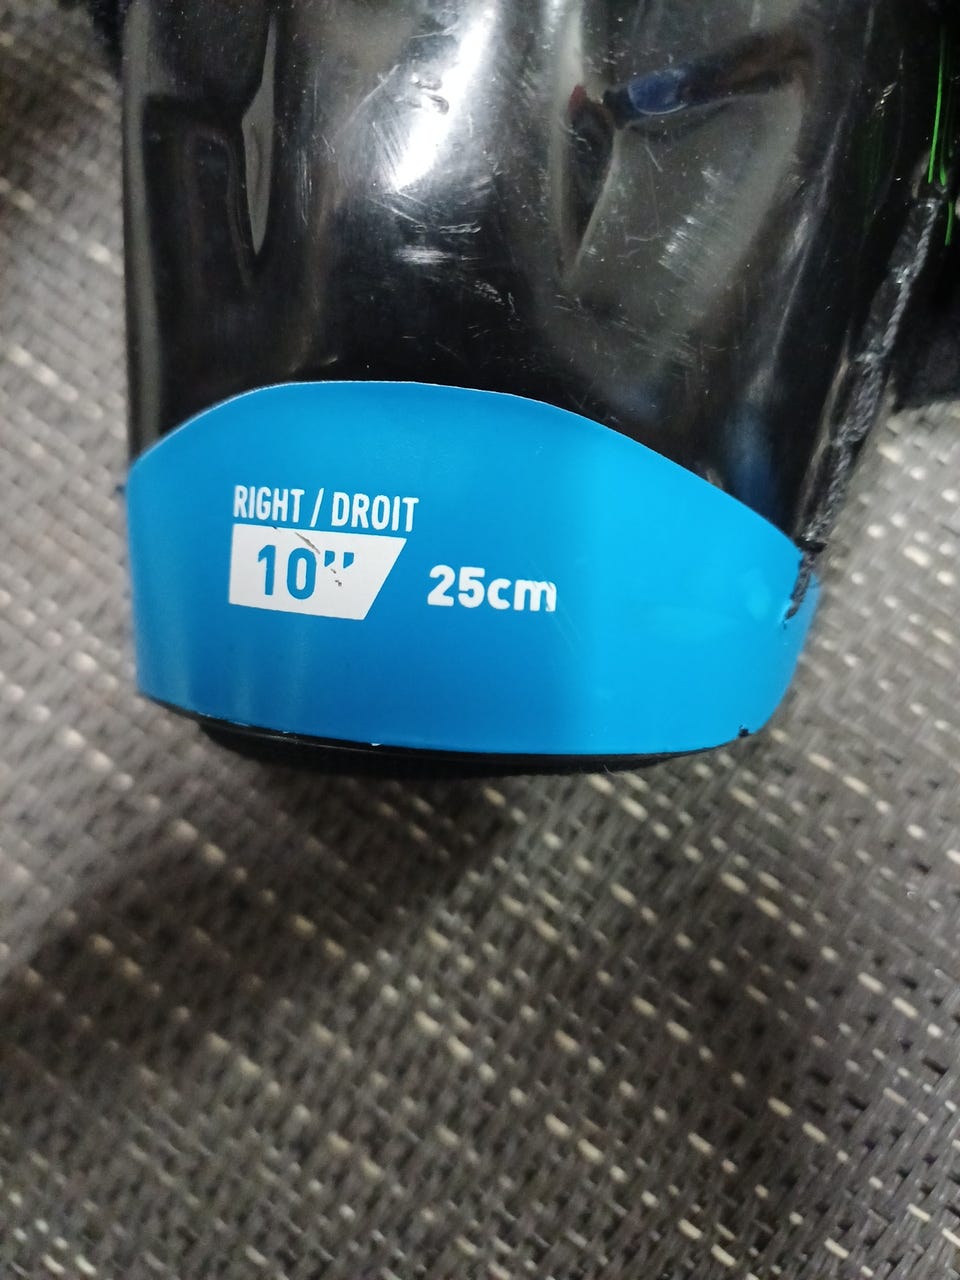 RIGHT / DROIT
10" 25cm